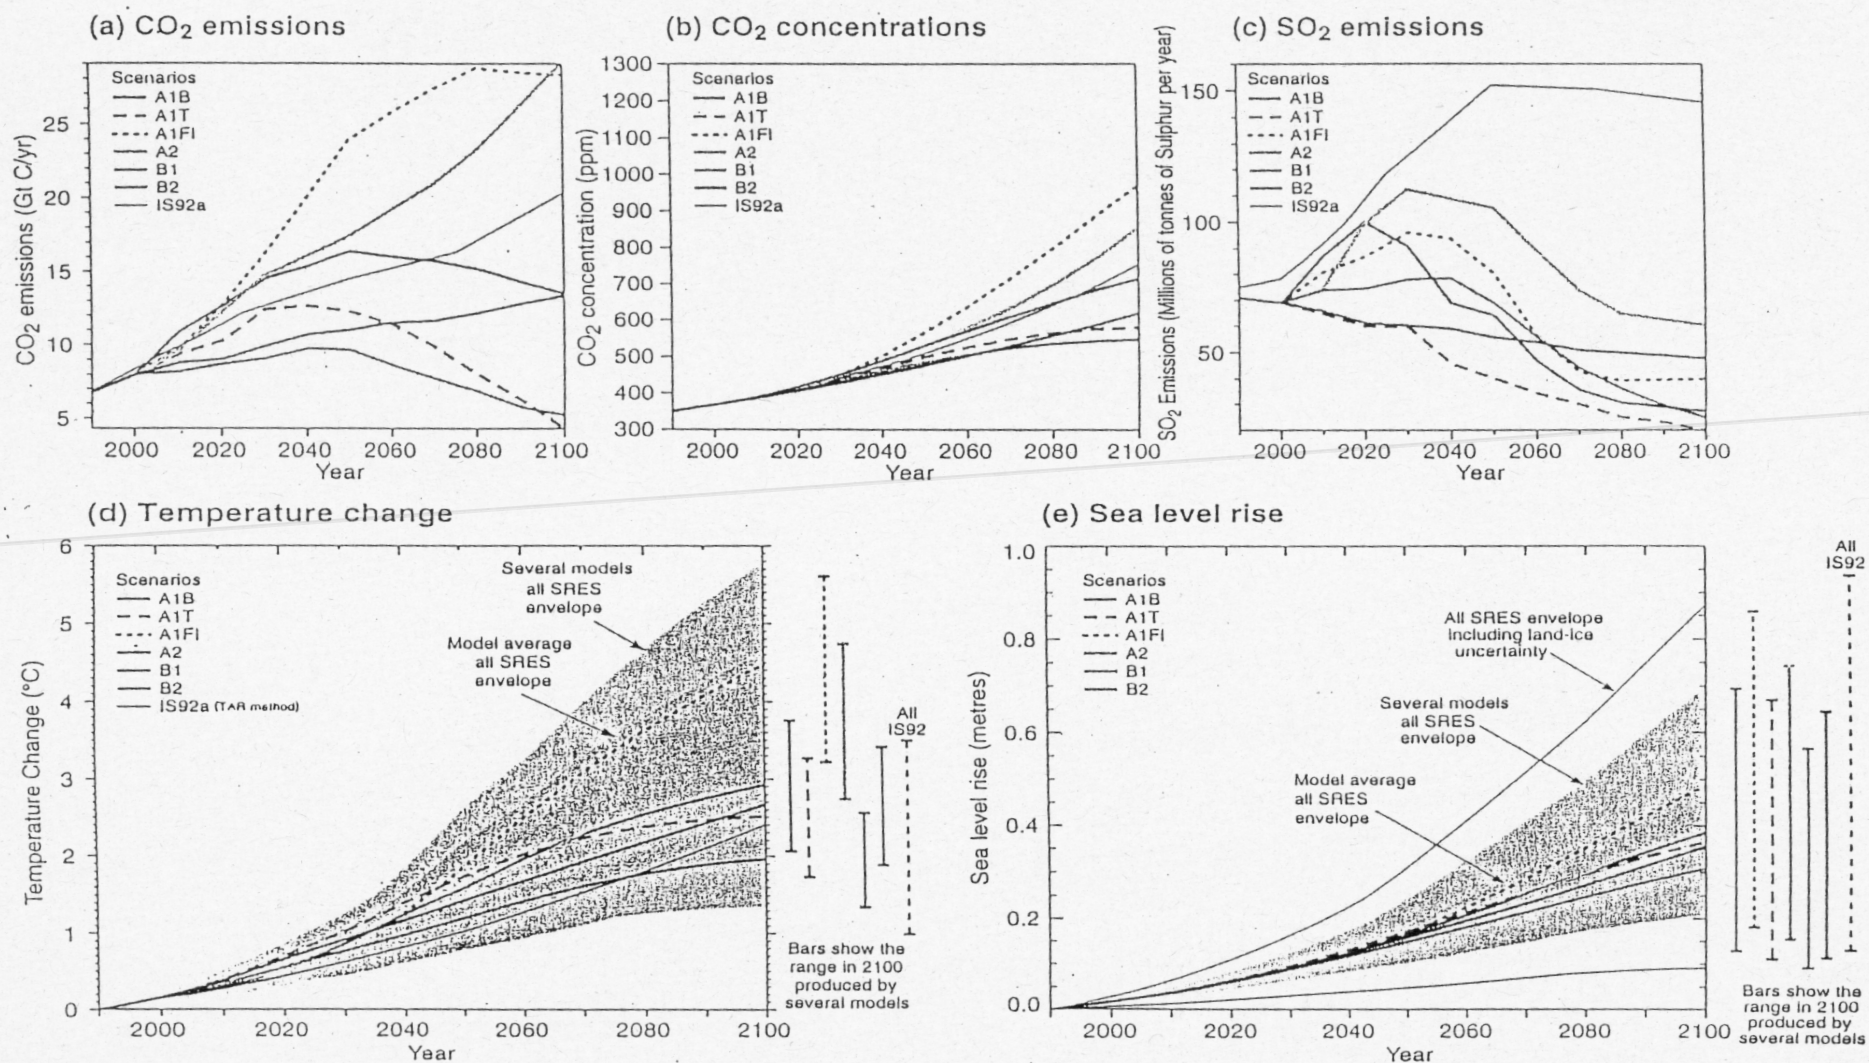 (a) CO2 emissions
CO2 emissions (Gt C/yr)
Scenarios
A1B
A1T
A1FI
A2
B1
B2
IS92a
25
20
15
10
5
2000 2020 2040 2060 2080 2100
Year
(b) CO2 concentrations
CO2 concentration (ppm)
1300
1200
1100
1000
900
800
700
600
500
400
300
Scenarios
A1B
A1T
A1FI
A2
B1
B2
IS92a
2000 2020 2040 2060 2080 2100
Year
(c) SO2 emissions
SO2 Emissions (Millions of tonnes of Sulphur per year)
150
100
50
Scenarios
A1B
A1T
A1FI
A2
B1
B2
IS92a
2000 2020 2040 2060 2080 2100
Year
(d) Temperature change
Temperature Change (°C)
6
5
4
3
2
1
0
Scenarios
A1B
A1T
A1FI
A2
B1
B2
IS92a (TAR method)
Several models
all SRES
envelope
Model average
all SRES
envelope
All
IS92
Bars show the
range in 2100
produced by
several models
2000 2020 2040 2060 2080 2100
Year
(e) Sea level rise
Sea level rise (metres)
1.0
0.8
0.6
0.4
0.2
0.0
Scenarios
A1B
A1T
A1FI
A2
B1
B2
All SRES envelope
including land-ice
uncertainty
Several models
all SRES
envelope
Model average
all SRES
envelope
All
IS92
Bars show the
range in 2100
produced by
several models
2000 2020 2040 2060 2080 2100
Year